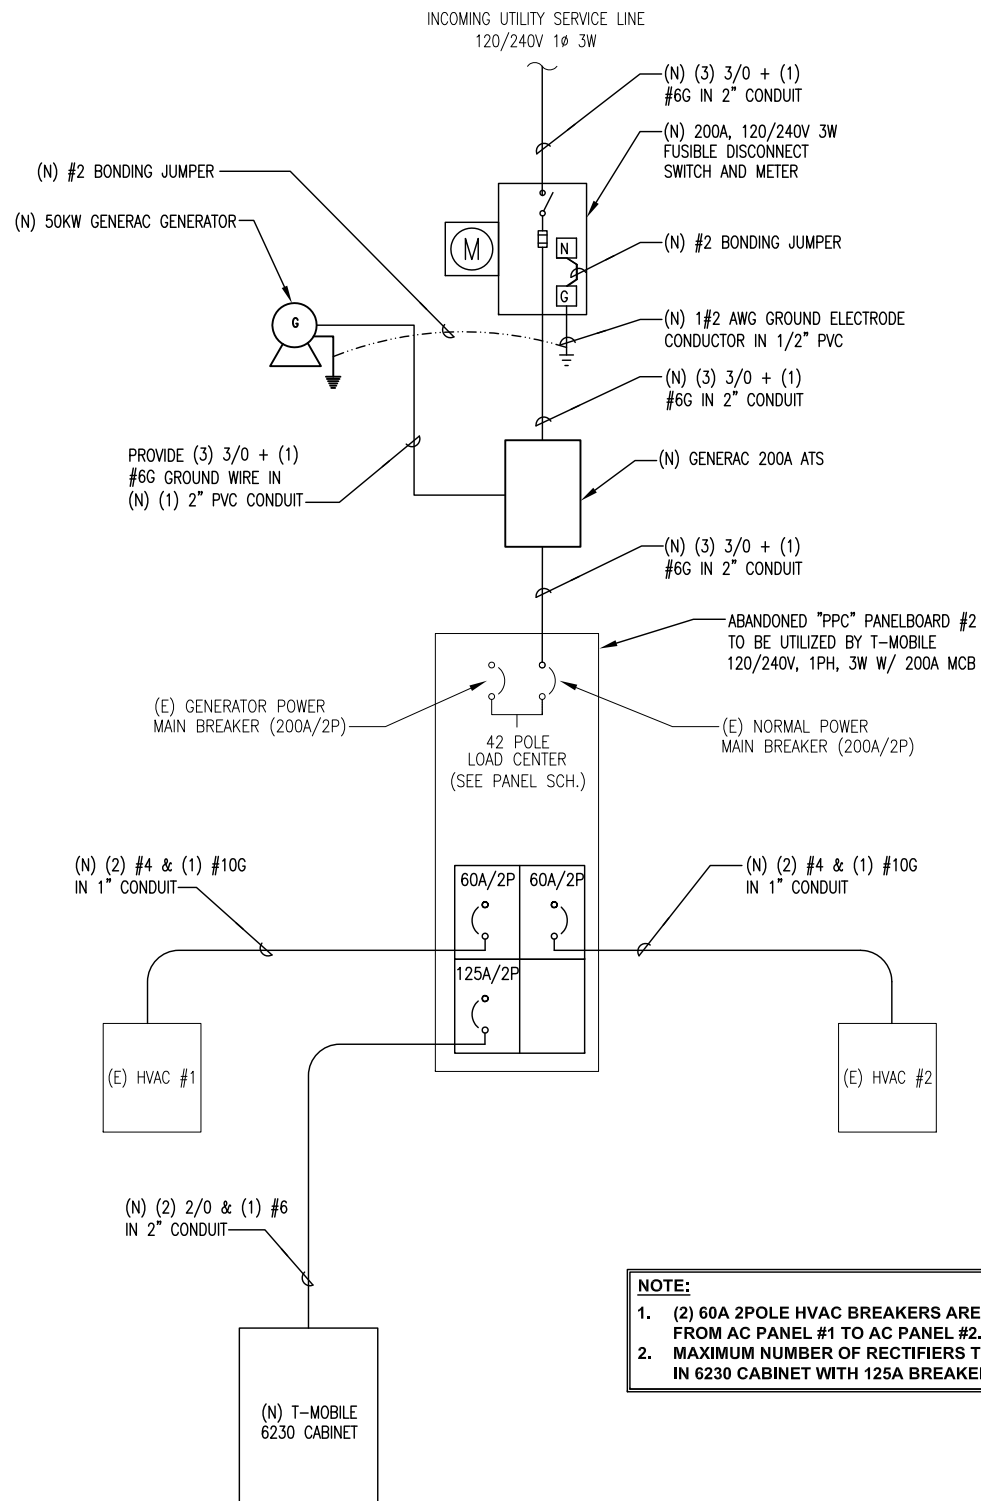 INCOMING UTILITY SERVICE LINE
120/240V 1ø 3W
(N) (3) 3/0 + (1)
#6G IN 2" CONDUIT
(N) 200A, 120/240V 3W
FUSIBLE DISCONNECT
SWITCH AND METER
(N) #2 BONDING JUMPER
(N) 50KW GENERAC GENERATOR
M
N
(N) #2 BONDING JUMPER
G
G
(N) 1#2 AWG GROUND ELECTRODE
CONDUCTOR IN 1/2" PVC
(N) (3) 3/0 + (1)
#6G IN 2" CONDUIT
PROVIDE (3) 3/0 + (1)
#6G GROUND WIRE IN
(N) (1) 2" PVC CONDUIT
(N) GENERAC 200A ATS
(N) (3) 3/0 + (1)
#6G IN 2" CONDUIT
ABANDONED "PPC" PANELBOARD #2
TO BE UTILIZED BY T-MOBILE
120/240V, 1PH, 3W W/ 200A MCB
(E) GENERATOR POWER
MAIN BREAKER (200A/2P)
(E) NORMAL POWER
MAIN BREAKER (200A/2P)
42 POLE
LOAD CENTER
(SEE PANEL SCH.)
(N) (2) #4 & (1) #10G
IN 1" CONDUIT
60A/2P 60A/2P
(N) (2) #4 & (1) #10G
IN 1" CONDUIT
125A/2P
(E) HVAC #1
(E) HVAC #2
(N) (2) 2/0 & (1) #6
IN 2" CONDUIT
NOTE:
1. (2) 60A 2POLE HVAC BREAKERS ARE
FROM AC PANEL #1 TO AC PANEL #2.
2. MAXIMUM NUMBER OF RECTIFIERS
IN 6230 CABINET WITH 125A
(N) T-MOBILE
6230 CABINET